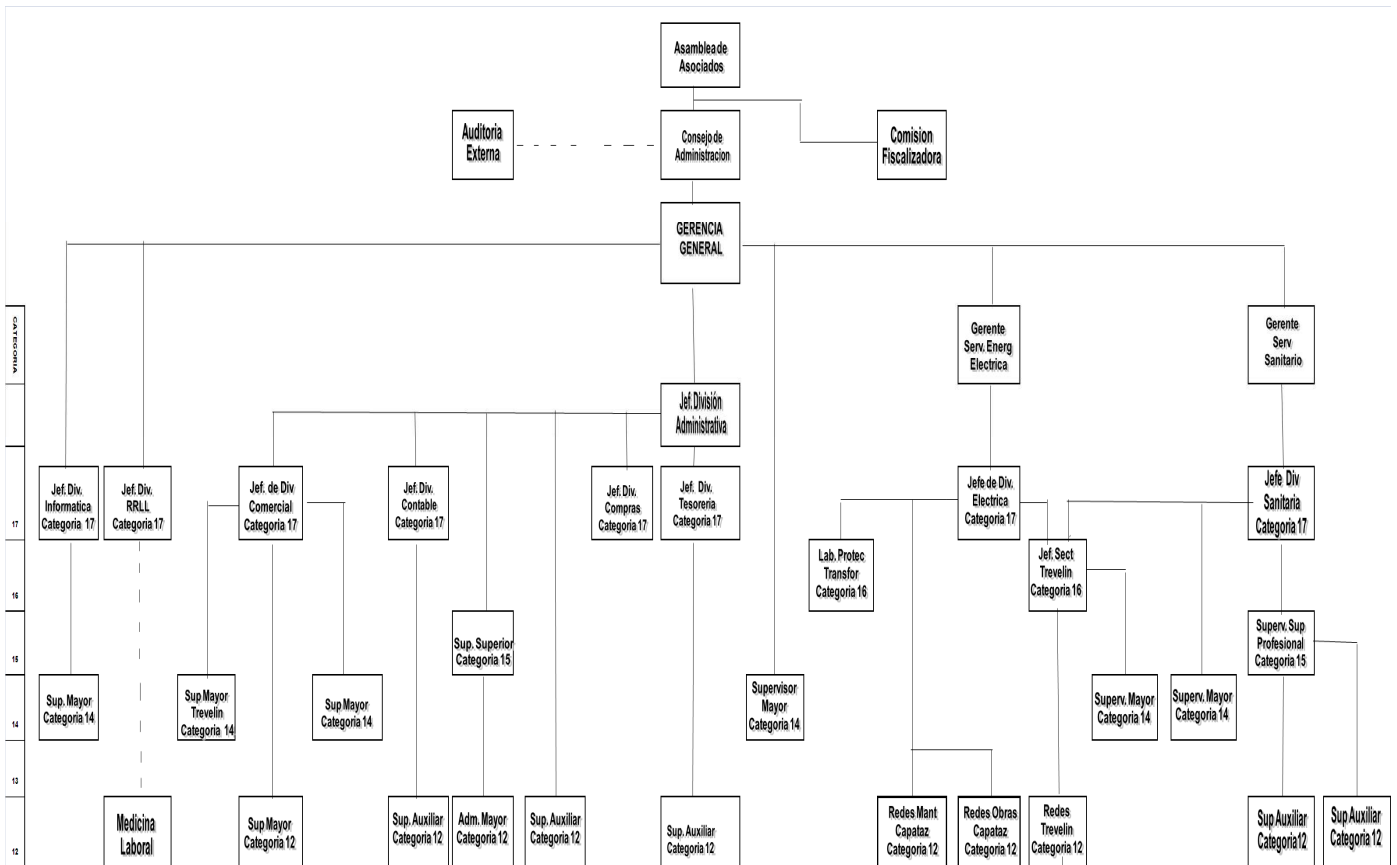 Asamblea de
Asociados
Auditoria
Externa
Consejo de
Administracion
Comision
Fiscalizadora
GERENCIA
GENERAL
CATEGORIA
Gerente
Serv. Energ
Electrica
Gerente
Serv
Sanitario
Jef. División
Administrativa
17
Jef. Div.
Informatica
Categoria 17
Jef. Div.
RRLL
Categoria 17
Jef. de Div
Comercial
Categoria 17
Jef. Div.
Contable
Categoria 17
Jef. Div.
Compras
Categoria 17
Jef. Div.
Tesoreria
Categoria 17
Jefe de Div.
Electrica
Categoria 17
Jefe Div
Sanitaria
Categoria 17
16
Lab. Protec
Transfor
Categoria 16
Jef. Sect
Trevelin
Categoria 16
15
Sup. Superior
Categoria 15
Superv. Sup
Profesional
Categoria 15
14
Sup. Mayor
Categoria 14
Sup Mayor
Trevelin
Categoria 14
Sup Mayor
Categoria 14
Supervisor
Mayor
Categoria 14
Superv. Mayor
Categoria 14
Superv. Mayor
Categoria 14
13
12
Medicina
Laboral
Sup Mayor
Categoria 12
Sup. Auxiliar
Categoria 12
Adm. Mayor
Categoria 12
Sup. Auxiliar
Categoria 12
Sup. Auxiliar
Categoria 12
Redes Mant
Capataz
Categoria 12
Redes Obras
Capataz
Categoria 12
Redes
Trevelin
Categoria 12
Sup Auxiliar
Categoria12
Sup Auxiliar
Categoria 12